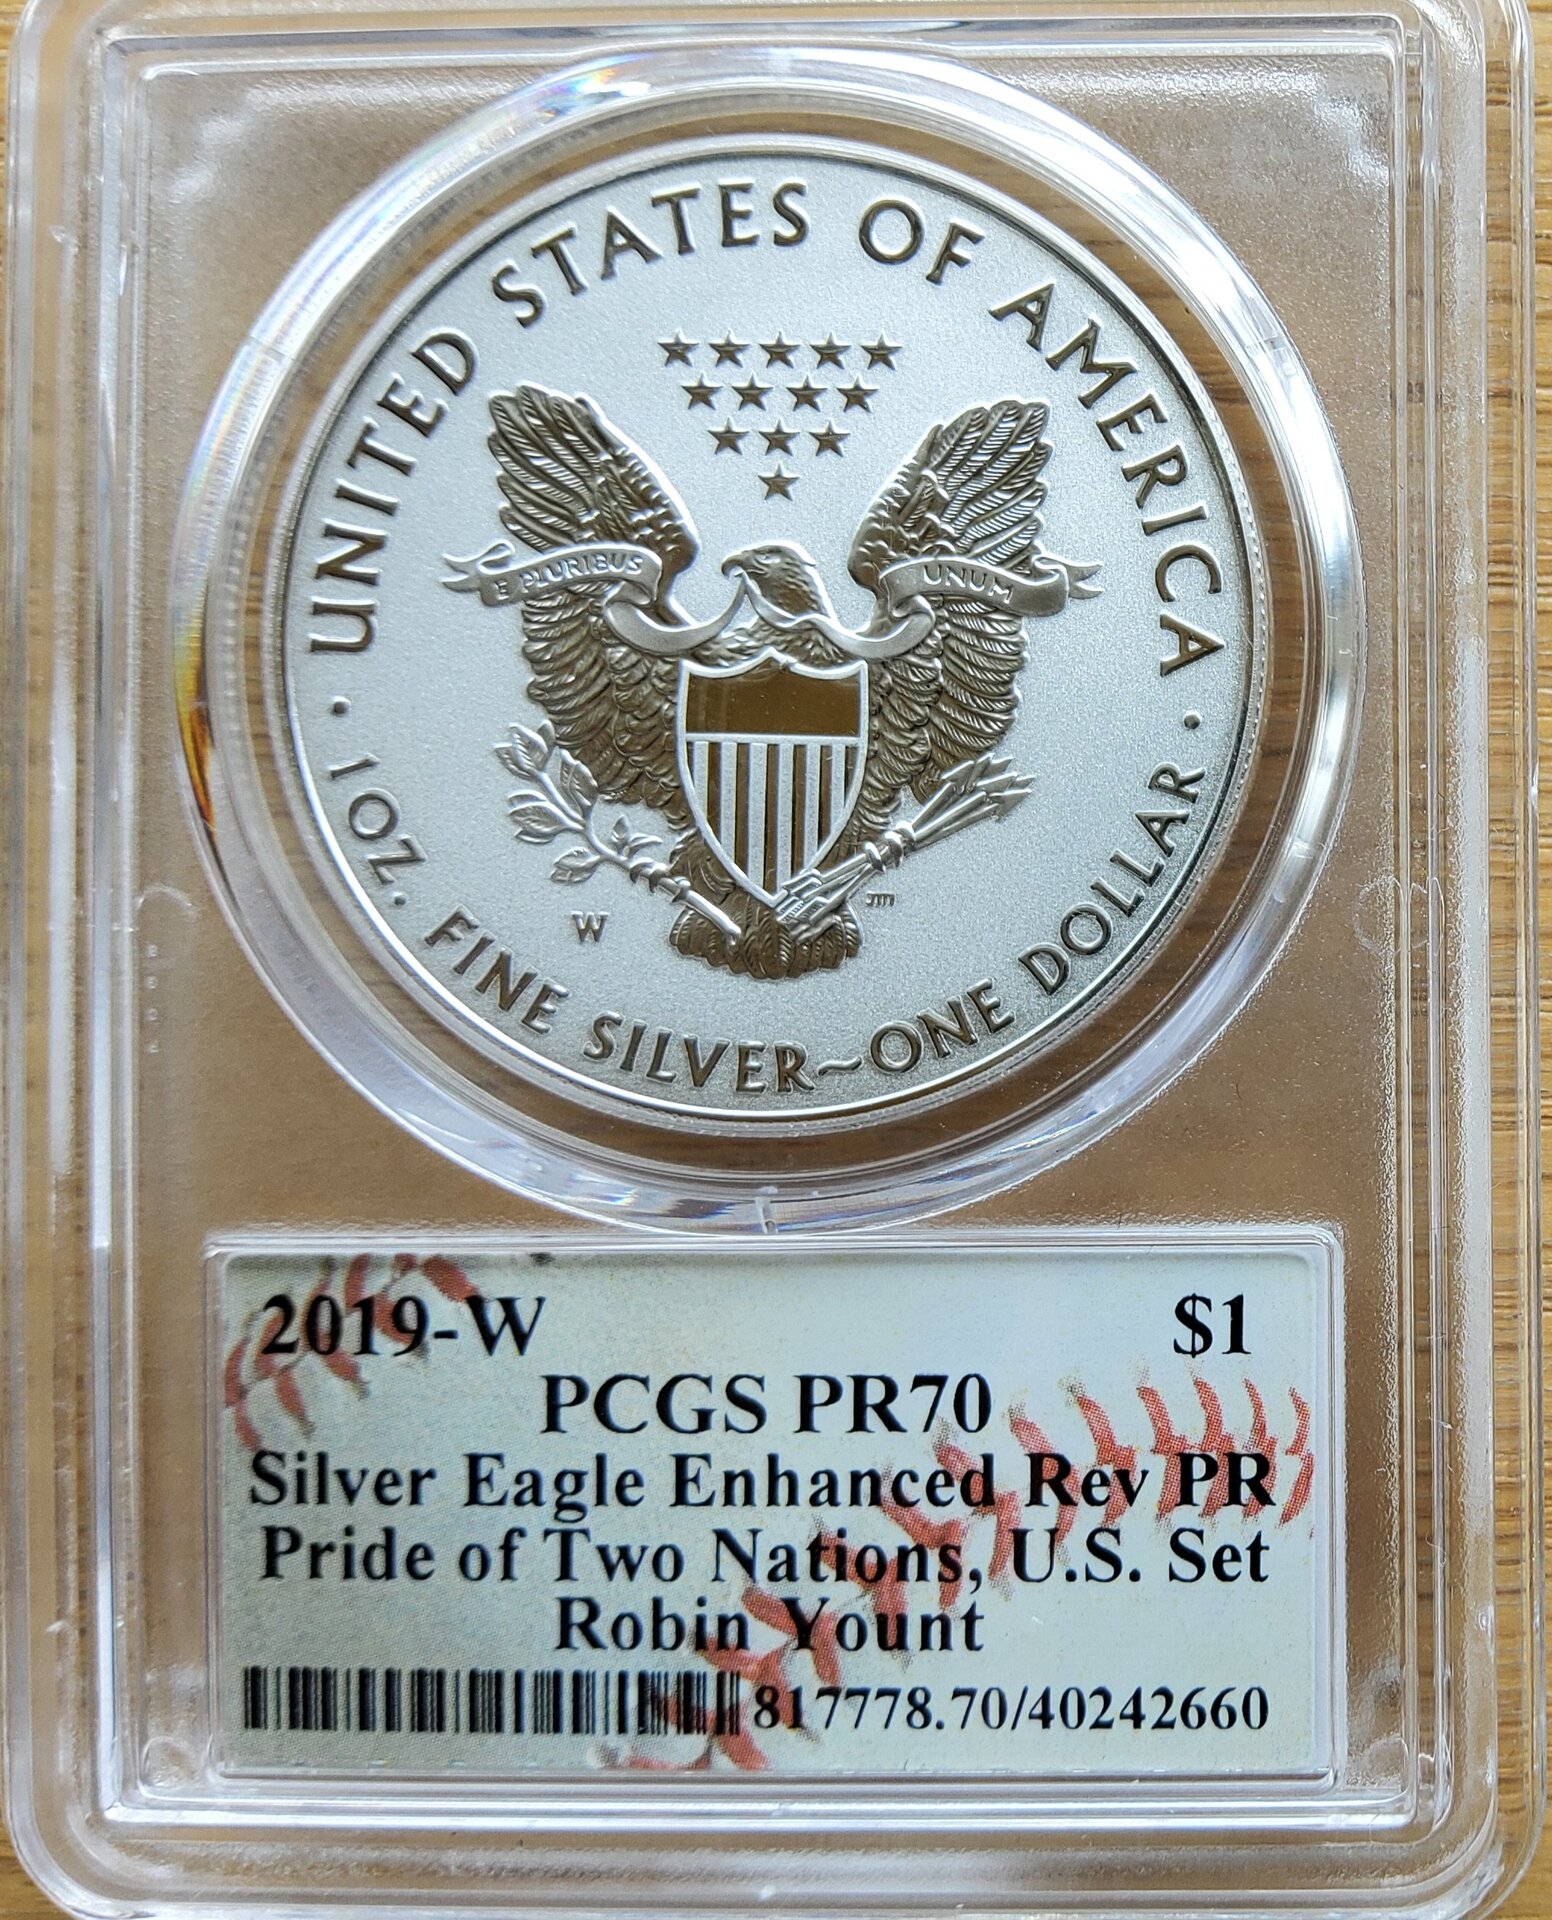 UNITED STATES OF AMERICA
E PLURIBUS
UNUM
W
1 OZ. FINE SILVER~ONE DOLLAR
2019-W
$1
PCGS PR70
Silver Eagle Enhanced Rev PR
Pride of Two Nations, U.S. Set
Robin Yount
817778.70/40242660